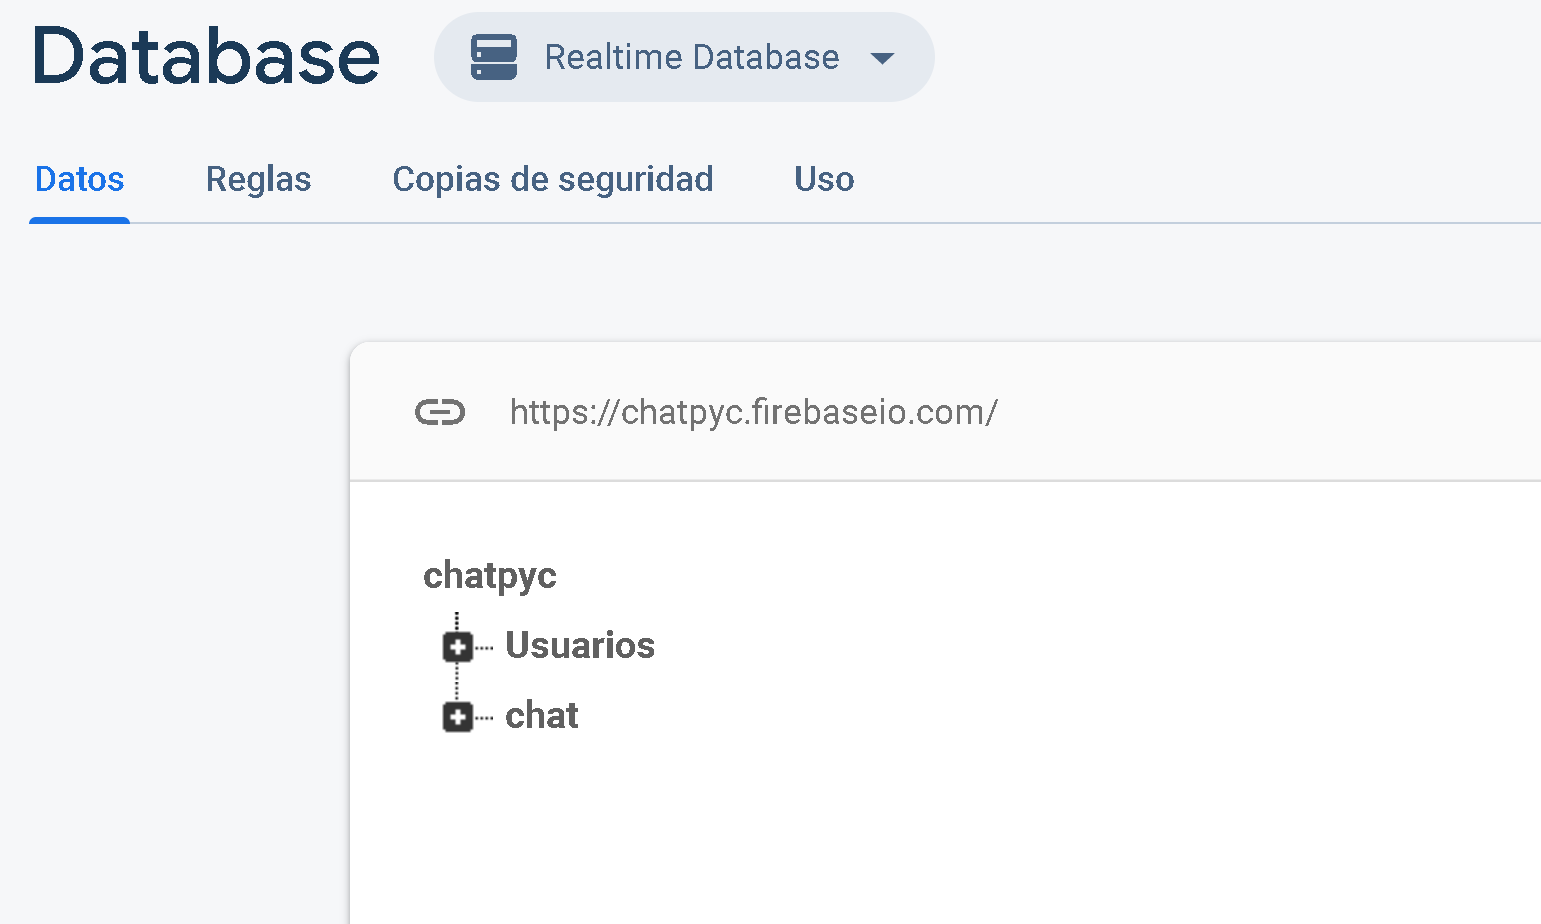 Database
Realtime Database
Datos Reglas Copias de seguridad Uso
https://chatpyc.firebaseio.com/
chatpyc
Usuarios
chat